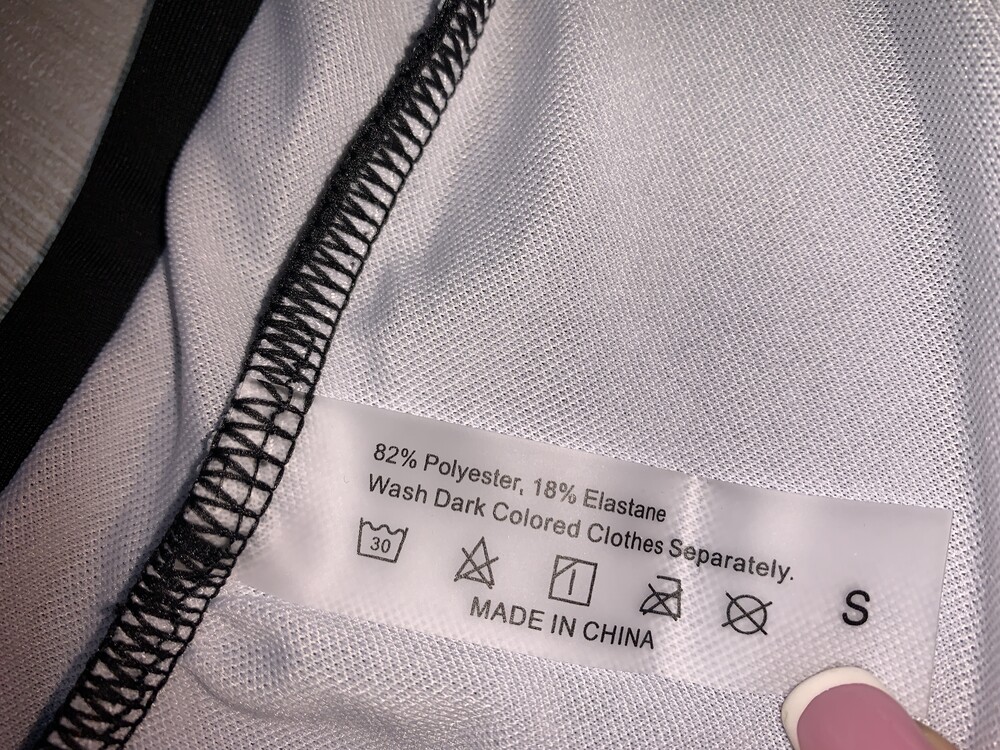 82% Polyester, 18% Elastane
Wash Dark Colored Clothes Separately.
30
S
MADE IN CHINA